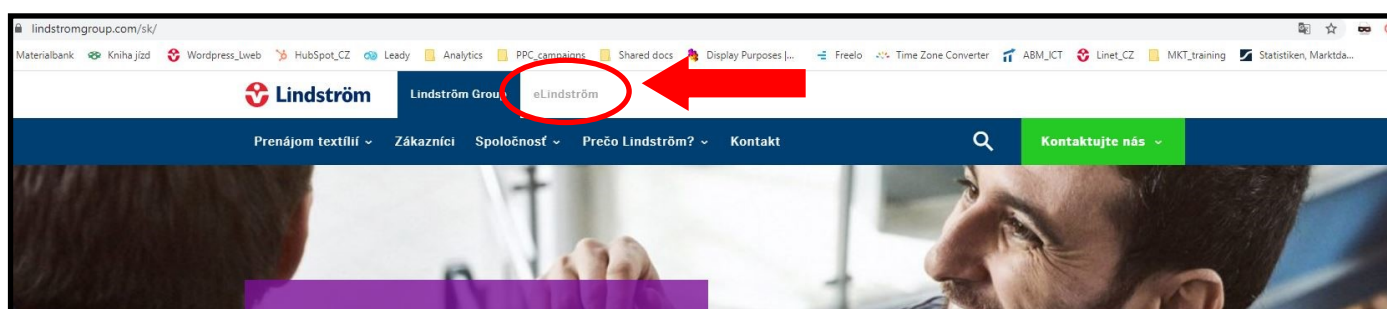 lindstromgroup.com/sk/
Materialbank Kniha jízd Wordpress_Lweb HubSpot_CZ Leady Analytics PPC_campaigns Shared docs Display Purposes |... Freelo Time Zone Converter ABM_ICT Linet_CZ MKT_training Statistiken, Marktda...
Lindström Lindström Group eLindström
Prenájom textílií Zákazníci Spoločnosť Prečo Lindström? Kontakt Kontaktujte nás